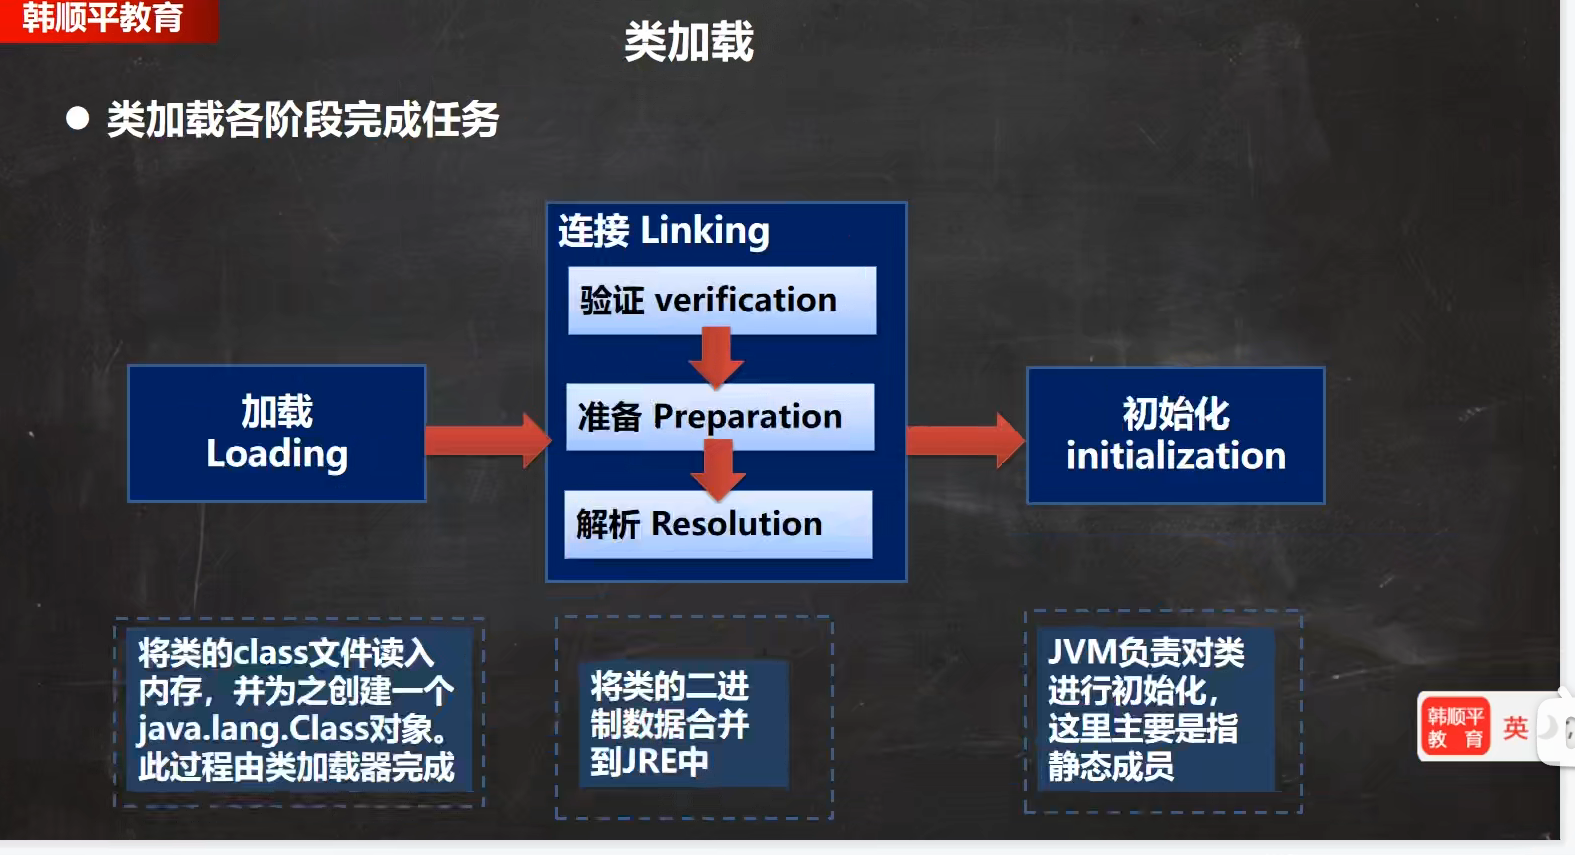 韩顺平教育
类加载
● 类加载各阶段完成任务
连接 Linking
验证 verification
准备 Preparation
解析 Resolution
加载
Loading
初始化
initialization
将类的class文件读入
内存，并为之创建一个
java.lang.Class对象。
此过程由类加载器完成
将类的二进
制数据合并
到JRE中
JVM负责对类
进行初始化，
这里主要是指
静态成员
韩顺平
教 育
英